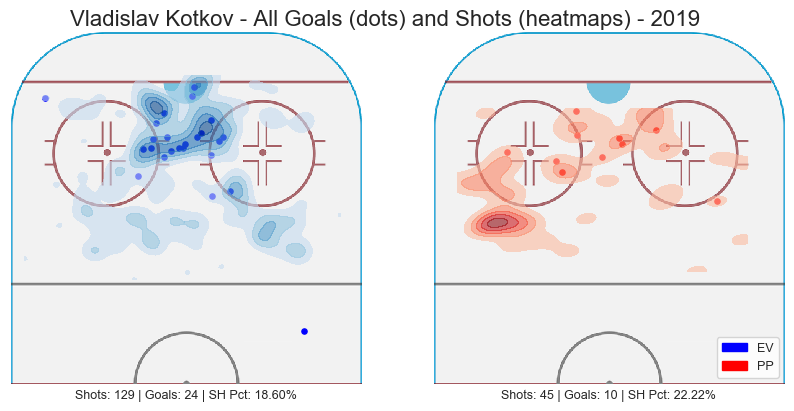 Vladislav Kotkov - All Goals (dots) and Shots (heatmaps) - 2019
EV
PP
Shots: 129 | Goals: 24 | SH Pct: 18.60%
Shots: 45 | Goals: 10 | SH Pct: 22.22%